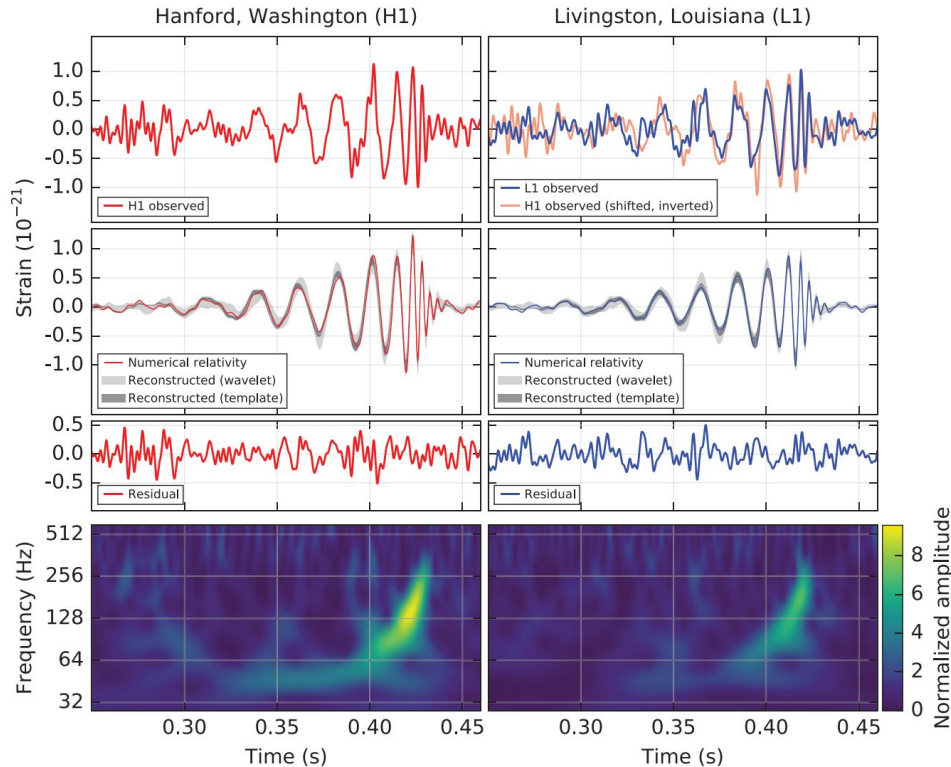 Hanford, Washington (H1)
Livingston, Louisiana (L1)
Strain (10⁻²¹)
1.0
0.5
0.0
-0.5
-1.0
H1 observed
L1 observed
H1 observed (shifted, inverted)
1.0
0.5
0.0
-0.5
-1.0
Numerical relativity
Reconstructed (wavelet)
Reconstructed (template)
Numerical relativity
Reconstructed (wavelet)
Reconstructed (template)
0.5
0.0
-0.5
Residual
Residual
Frequency (Hz)
512
256
128
64
32
Normalized amplitude
8
6
4
2
0
0.30 0.35 0.40 0.45
0.30 0.35 0.40 0.45
Time (s)
Time (s)